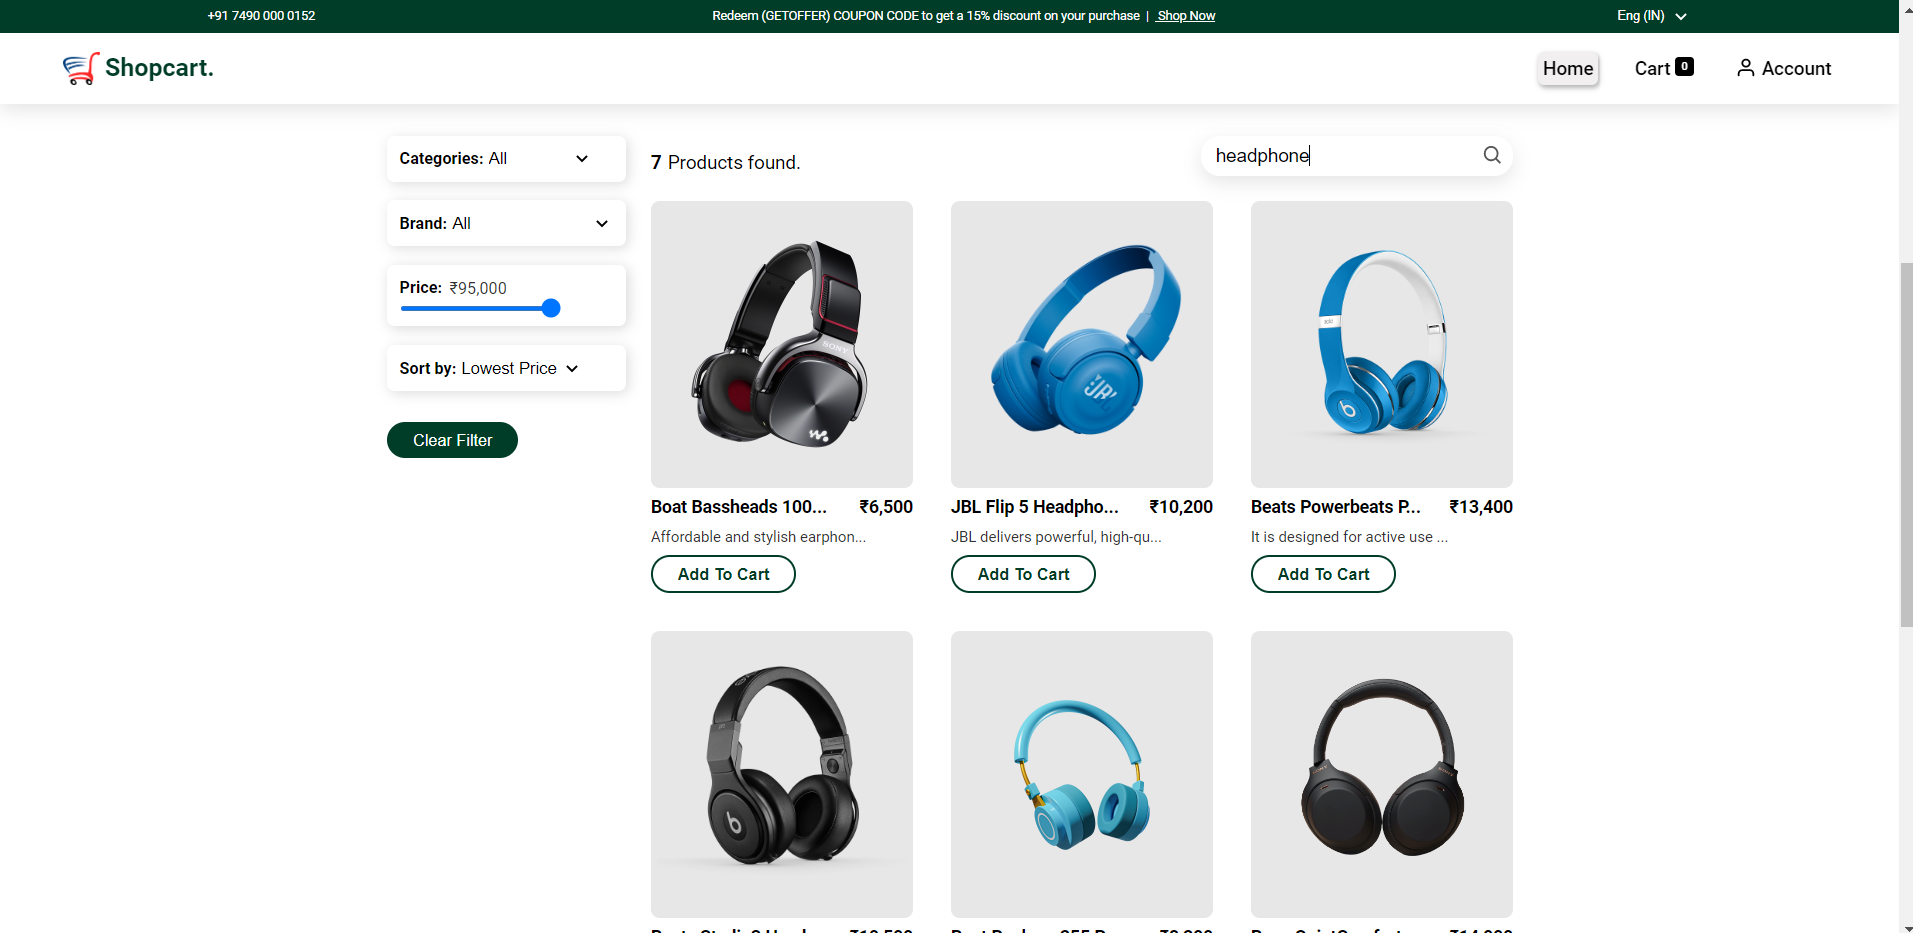 +91 7490 000 0152
Redeem (GETOFFER) COUPON CODE to get a 15% discount on your purchase | Shop Now
Eng (IN)
Shopcart.
Home
Cart 0
Account
Categories: All
Brand: All
Price: ₹95,000
Sort by: Lowest Price
Clear Filter
7 Products found.
headphone
SONY
JBL
Boat Bassheads 100... ₹6,500
Affordable and stylish earphon...
Add To Cart
JBL Flip 5 Headpho... ₹10,200
JBL delivers powerful, high-qu...
Add To Cart
Beats Powerbeats P... ₹13,400
It is designed for active use ...
Add To Cart